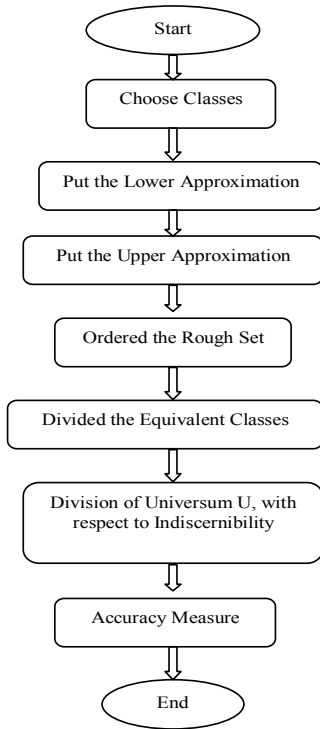 Start
Choose Classes
Put the Lower Approximation
Put the Upper Approximation
Ordered the Rough Set
Divided the Equivalent Classes
Division of Universum U, with
respect to Indiscernibility
Accuracy Measure
End